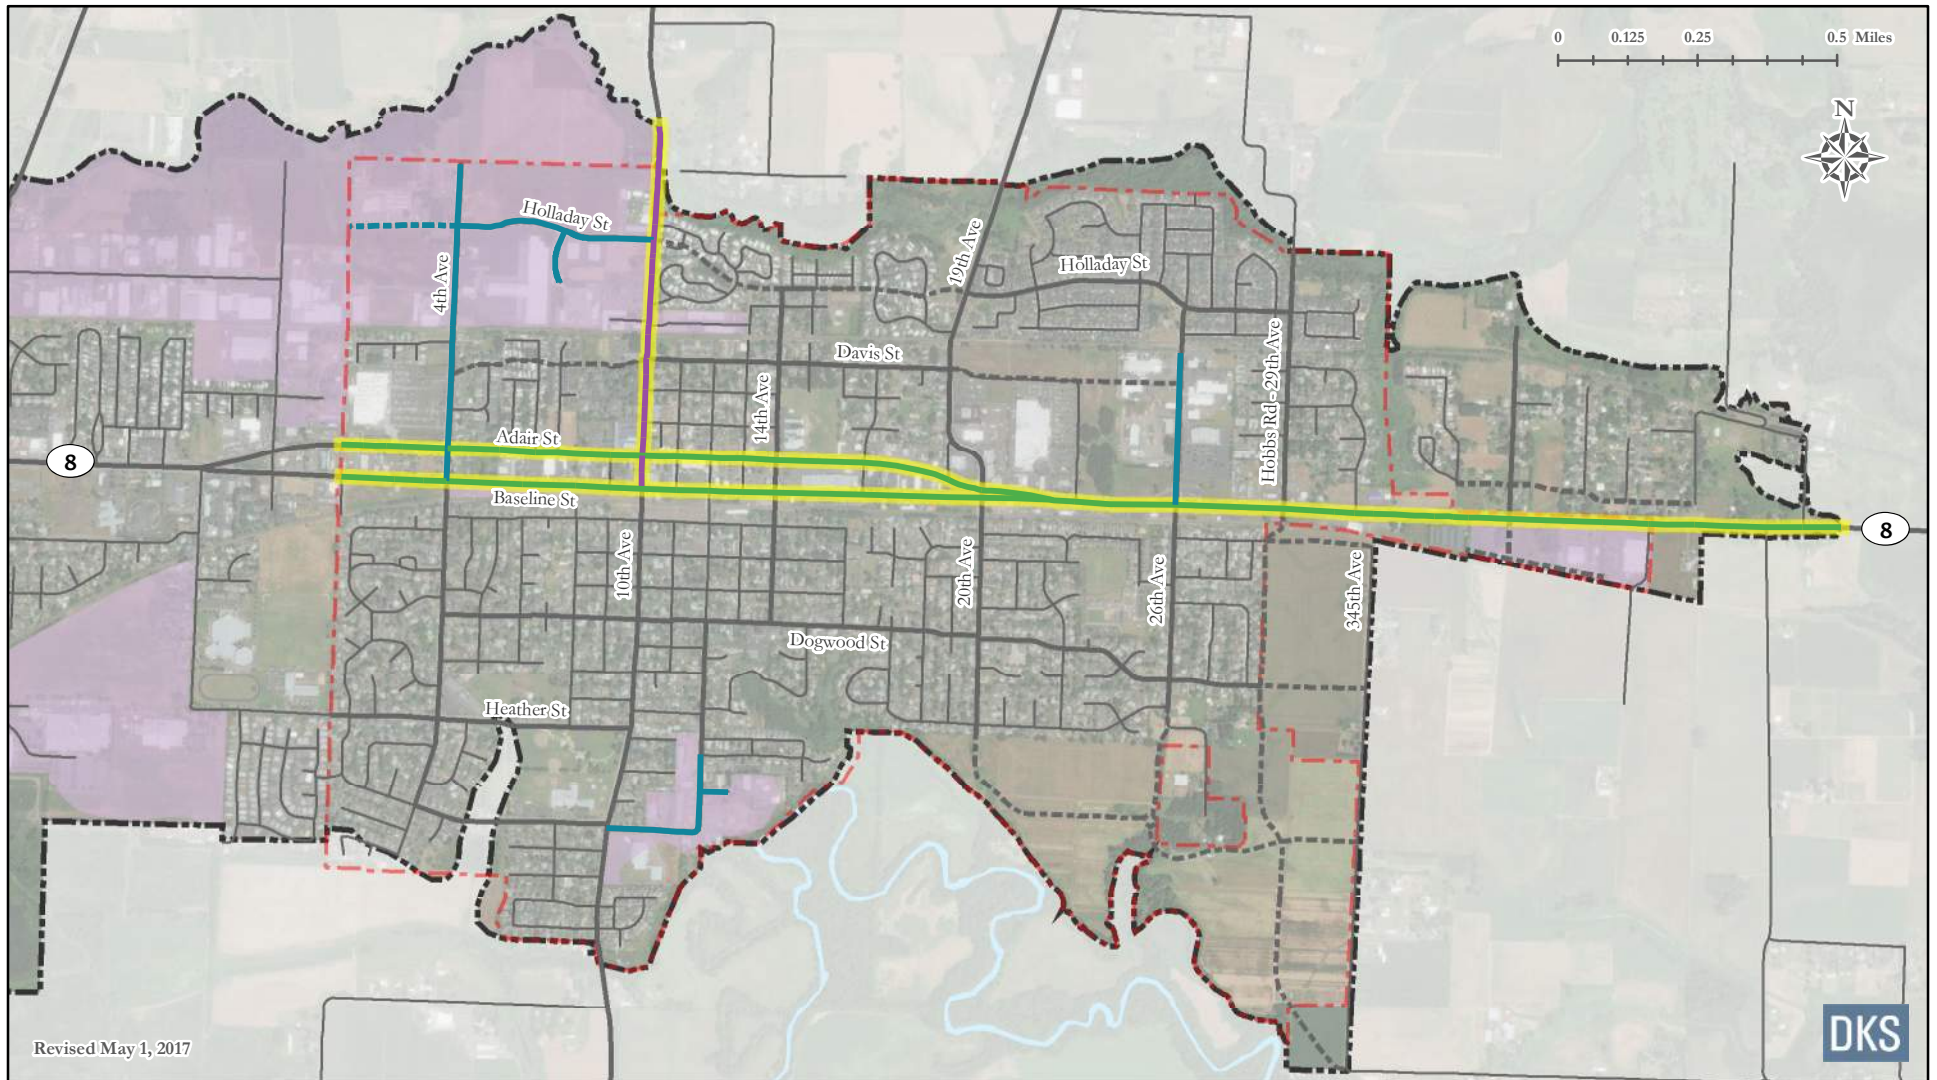 0 0.125 0.25 0.5 Miles
N
Holladay St
4th Ave
19th Ave
Holladay St
Davis St
Hobbs Rd - 29th Ave
14th Ave
Adair St
8
Baseline St
8
10th Ave
20th Ave
26th Ave
345th Ave
Dogwood St
Heather St
Revised May 1, 2017
DKS